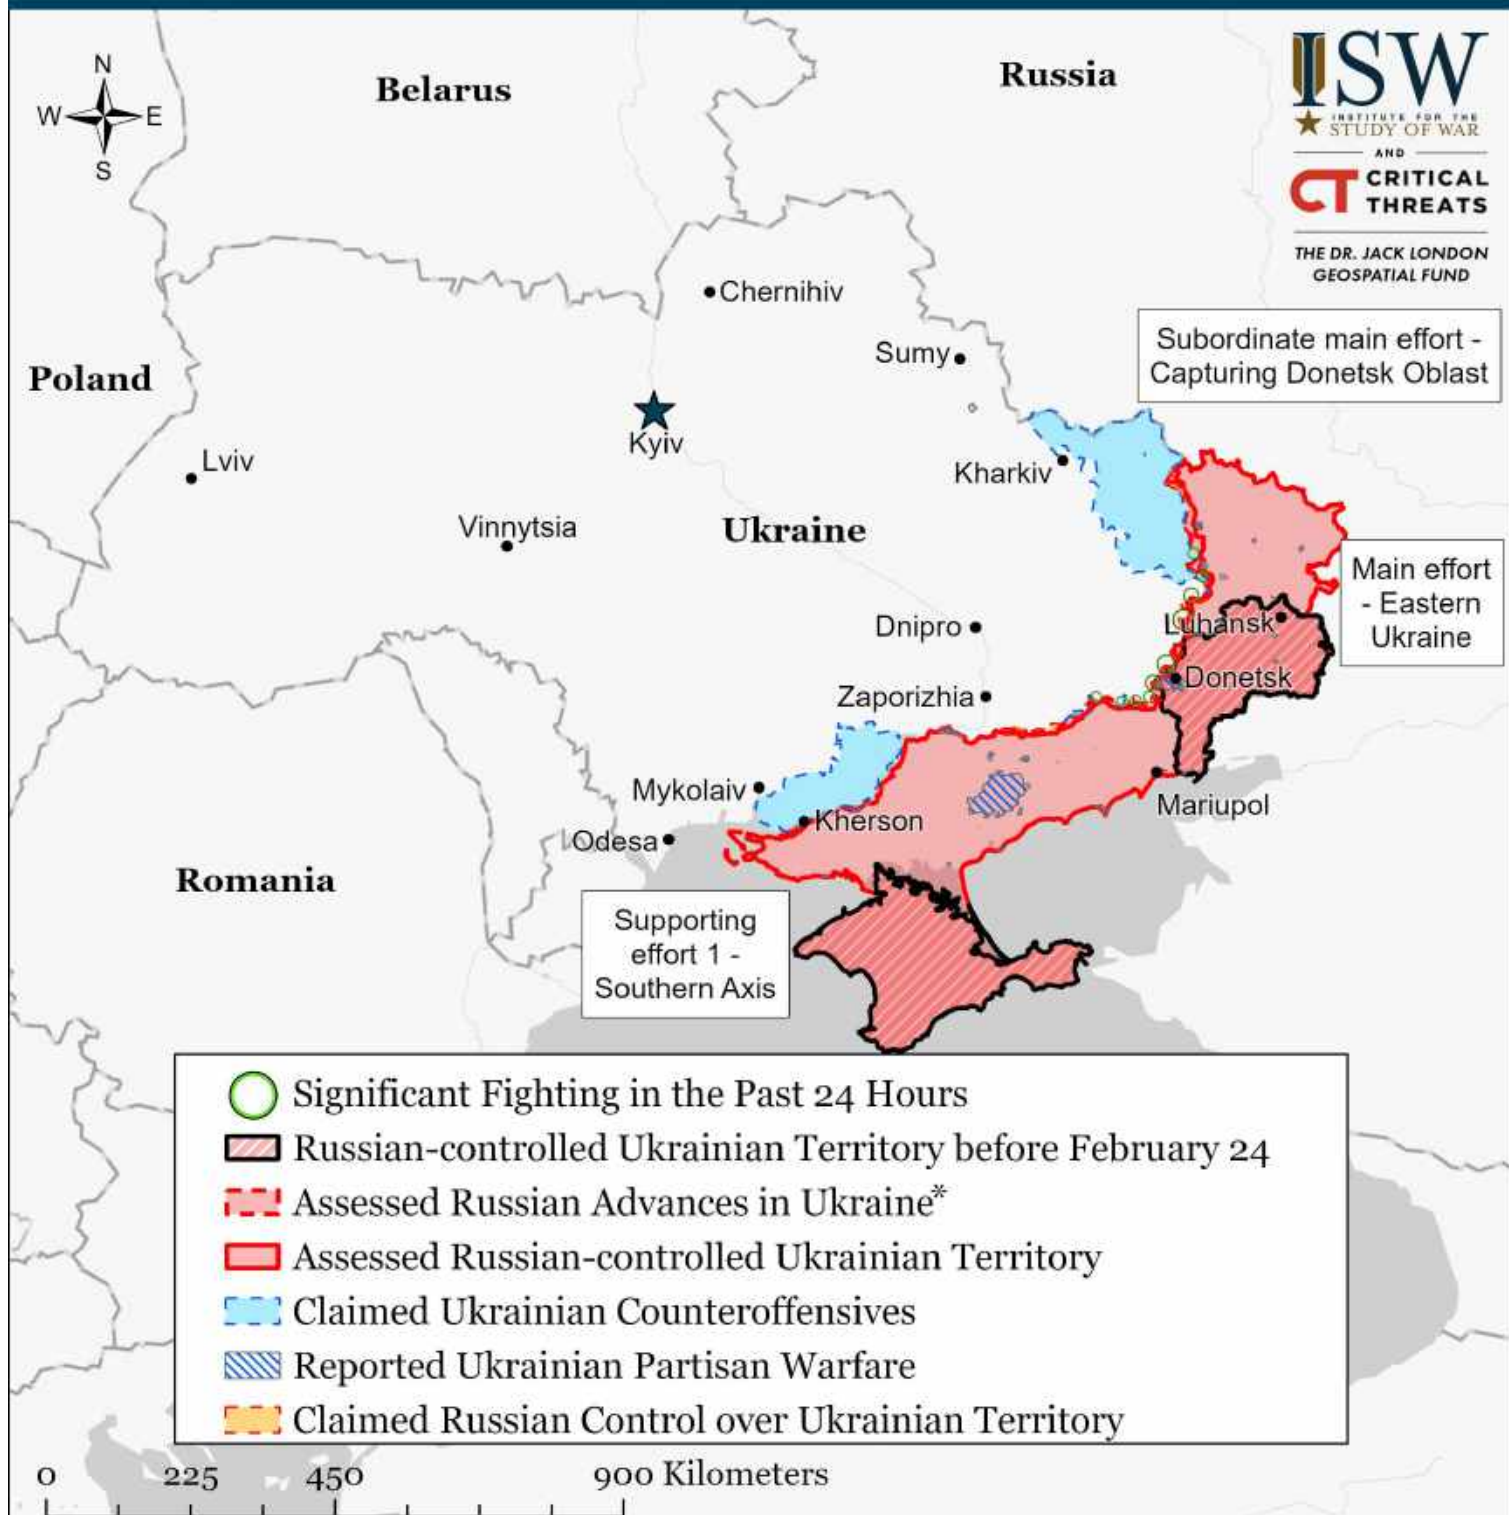 N
W E
S
Belarus
Russia
ISW
INSTITUTE FOR THE
STUDY OF WAR
AND
CT CRITICAL
THREATS
THE DR. JACK LONDON
GEOSPATIAL FUND
Chernihiv
Subordinate main effort -
Capturing Donetsk Oblast
Sumy
Poland
Kyiv
Lviv
Kharkiv
Vinnytsia
Ukraine
Main effort
- Eastern
Ukraine
Dnipro
Luhansk
Donetsk
Zaporizhia
Mykolaiv
Mariupol
Kherson
Odesa
Romania
Supporting
effort 1 -
Southern Axis
Significant Fighting in the Past 24 Hours
Russian-controlled Ukrainian Territory before February 24
Assessed Russian Advances in Ukraine*
Assessed Russian-controlled Ukrainian Territory
Claimed Ukrainian Counteroffensives
Reported Ukrainian Partisan Warfare
Claimed Russian Control over Ukrainian Territory
0 225 450 900 Kilometers